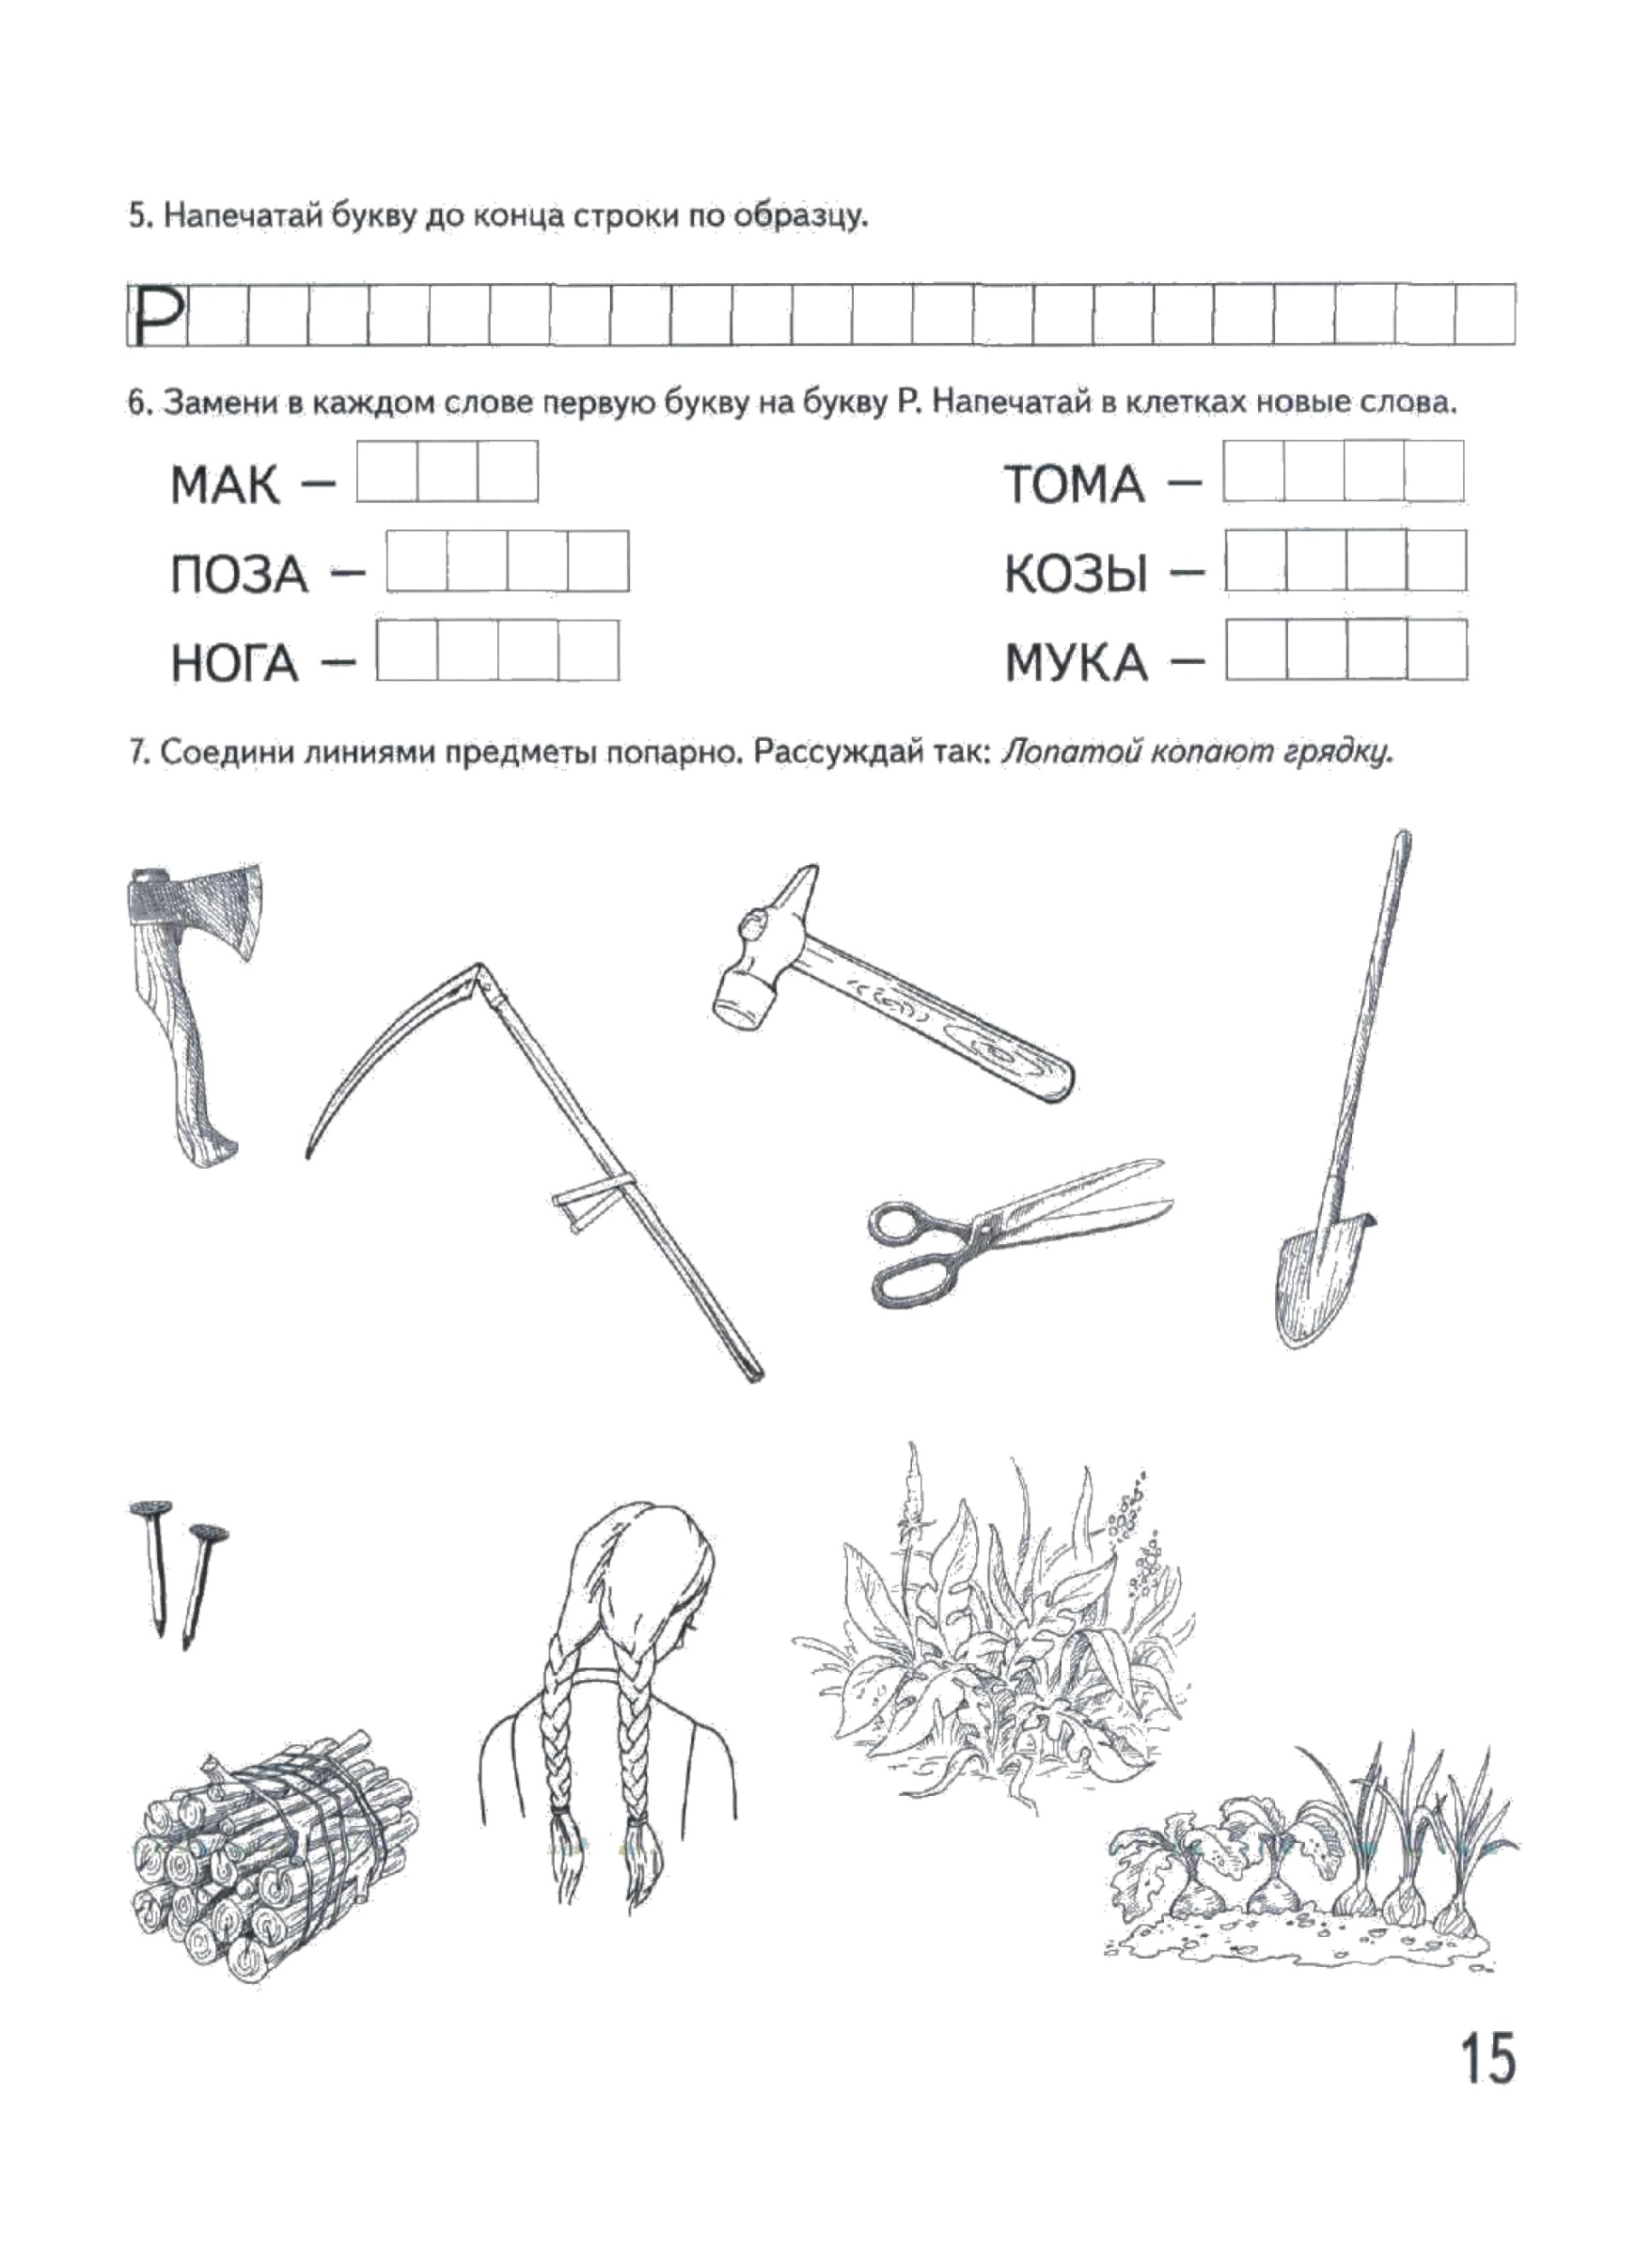 5. Напечатай букву до конца строки по образцу.
Р
6. Замени в каждом слове первую букву на букву Р. Напечатай в клетках новые слова.
МАК –
ТОМА –
ПОЗА –
КОЗЫ –
НОГА –
МУКА –
7. Соедини линиями предметы попарно. Рассуждай так: Лопатой копают грядку.
15